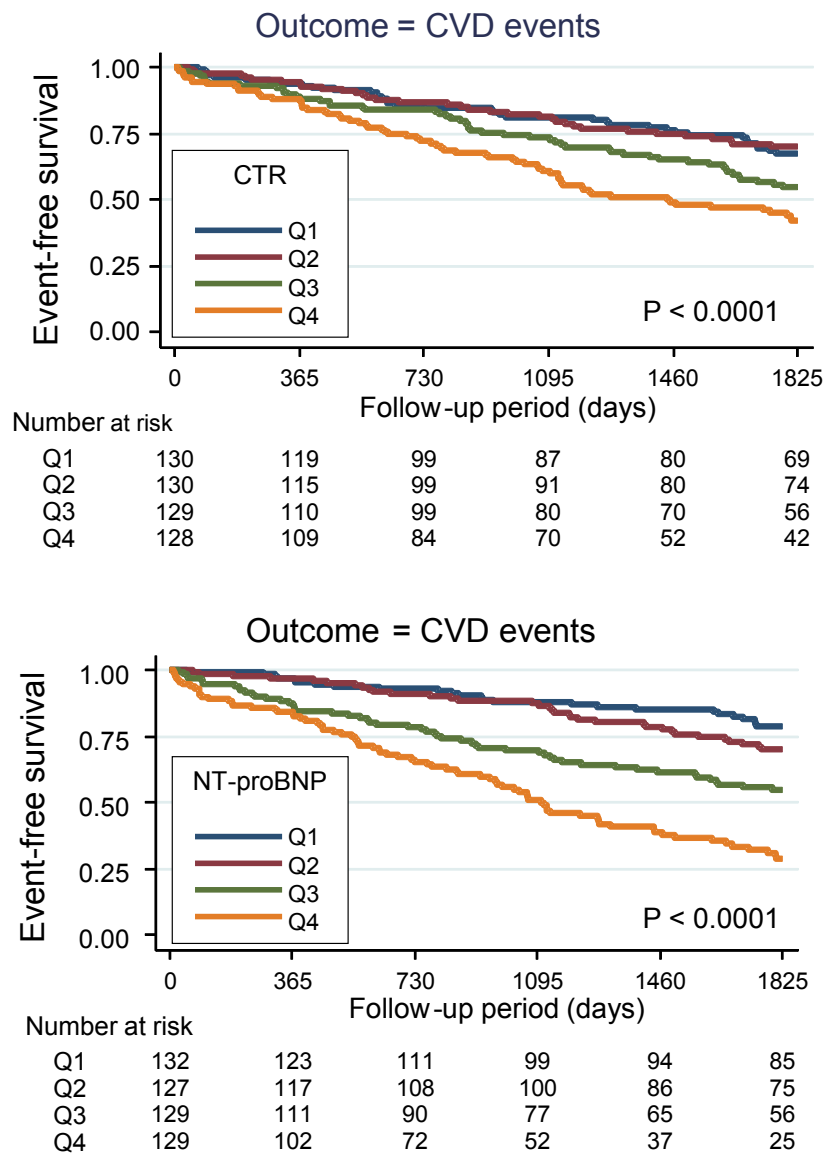 Outcome = CVD events
Event-free survival
1.00
0.75
0.50
0.25
0.00
CTR
Q1
Q2
Q3
Q4
P < 0.0001
0 365 730 1095 1460 1825
Follow-up period (days)
Number at risk
Q1 130 119 99 87 80 69
Q2 130 115 99 91 80 74
Q3 129 110 99 80 70 56
Q4 128 109 84 70 52 42
Outcome = CVD events
Event-free survival
1.00
0.75
0.50
0.25
0.00
NT-proBNP
Q1
Q2
Q3
Q4
P < 0.0001
0 365 730 1095 1460 1825
Follow-up period (days)
Number at risk
Q1 132 123 111 99 94 85
Q2 127 117 108 100 86 75
Q3 129 111 90 77 65 56
Q4 129 102 72 52 37 25